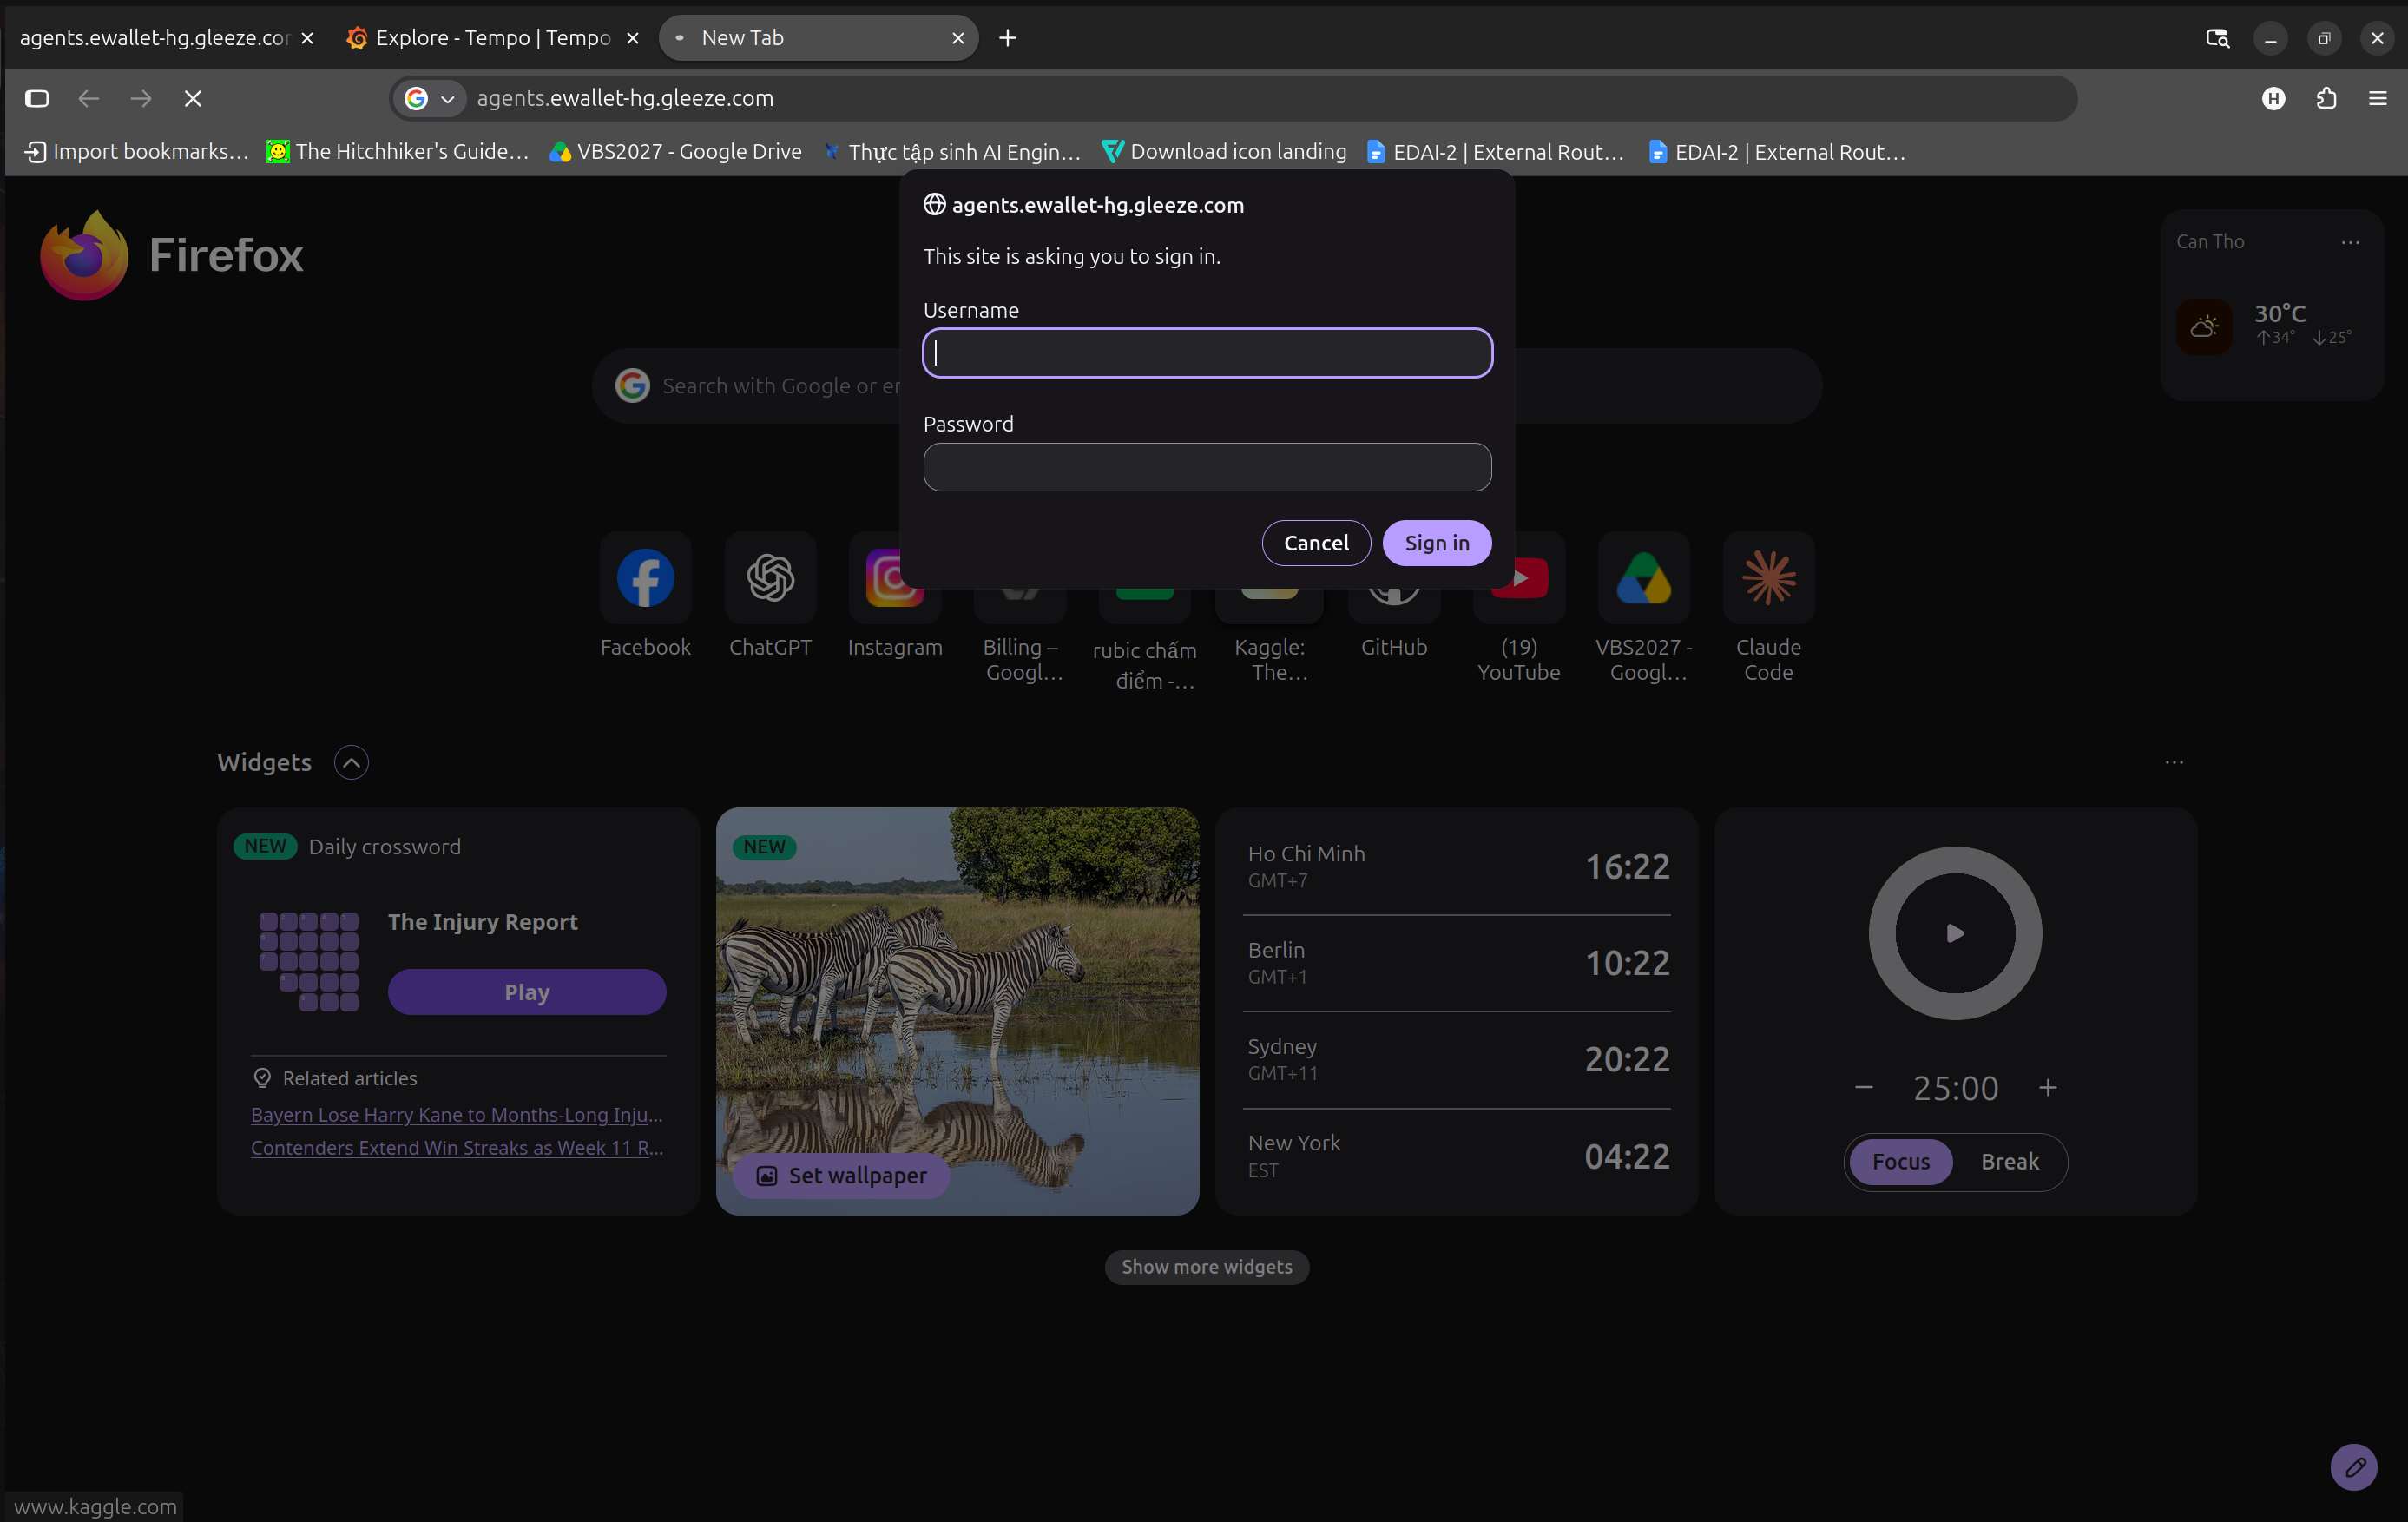 agents.ewallet-hg.gleeze.cor
Explore - Tempo | Tempo
New Tab
agents.ewallet-hg.gleeze.com
Import bookmarks...
The Hitchhiker's Guide...
VBS2027 - Google Drive
Thực tập sinh AI Engin...
Download icon landing
EDAI-2 | External Rout...
EDAI-2 | External Rout...
Firefox
agents.ewallet-hg.gleeze.com
This site is asking you to sign in.
Username
Password
Cancel
Sign in
Can Tho
30°C
↑34° ↓25°
Search with Google or er
Facebook
ChatGPT
Instagram
Billing –
Googl...
rubic chấm
điểm -...
Kaggle:
The...
GitHub
(19)
YouTube
VBS2027 -
Googl...
Claude
Code
Widgets
NEW Daily crossword
The Injury Report
Play
Related articles
Bayern Lose Harry Kane to Months-Long Inju...
Contenders Extend Win Streaks as Week 11 R...
NEW
Set wallpaper
Ho Chi Minh
GMT+7
16:22
Berlin
GMT+1
10:22
Sydney
GMT+11
20:22
New York
EST
04:22
25:00
Focus
Break
Show more widgets
www.kaggle.com